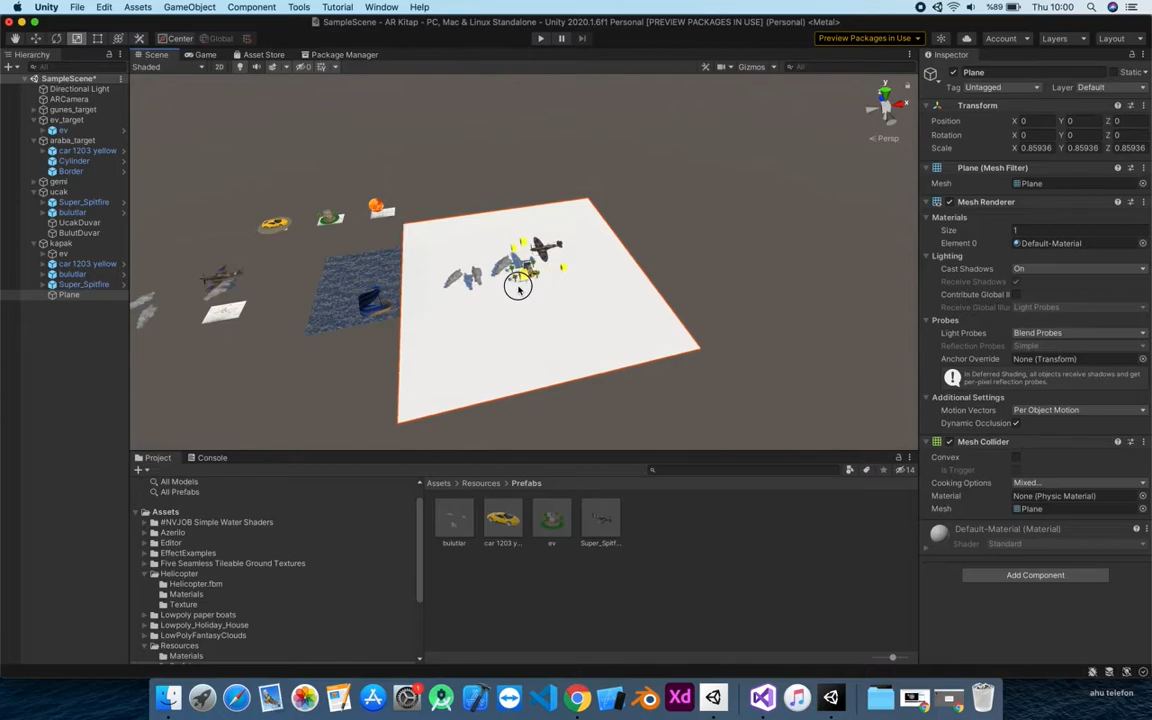 Unity File Edit Assets GameObject Component Tools Tutorial Window Help %89 Thu 10:00
SampleScene - AR Kitap - PC, Mac & Linux Standalone - Unity 2020.1.6f1 Personal [PREVIEW PACKAGES IN USE] (Personal) <Metal>
Center Global Preview Packages in Use Account Layers Layout
Hierarchy Scene Game Asset Store Package Manager Inspector
All Shaded 2D 0 Gizmos All
Plane Static
Tag Untagged Layer Default
SampleScene*
Directional Light
ARCamera
gunes_target
ev_target
ev
araba_target
car 1203 yellow
Cylinder
Border
gemi
ucak
Super_Spitfire
bulutlar
UcakDuvar
BulutDuvar
kapak
ev
car 1203 yellow
bulutlar
Super_Spitfire
Plane
y
x
Persp
Transform
Position X 0 Y 0 Z 0
Rotation X 0 Y 0 Z 0
Scale X 0.85936 Y 0.85936 Z 0.85936
Plane (Mesh Filter)
Mesh Plane
Mesh Renderer
Materials
Size 1
Element 0 Default-Material
Lighting
Cast Shadows On
Receive Shadows
Contribute Global Il
Receive Global Illum Light Probes
Probes
Light Probes Blend Probes
Reflection Probes Simple
Anchor Override None (Transform)
In Deferred Shading, all objects receive shadows and get
per-pixel reflection probes.
Additional Settings
Motion Vectors Per Object Motion
Dynamic Occlusion
Mesh Collider
Convex
Is Trigger
Cooking Options Mixed...
Material None (Physic Material)
Mesh Plane
Default-Material (Material)
Shader Standard
Add Component
Project Console
14
All Models
All Prefabs
Assets
#NVJOB Simple Water Shaders
Azerilo
Editor
EffectExamples
Five Seamless Tileable Ground Textures
Helicopter
Helicopter.fbm
Materials
Texture
Lowpoly paper boats
Lowpoly_Holiday_House
LowPolyFantasyClouds
Resources
Materials
Assets Resources Prefabs
bulutlar car 1203 y... ev Super_Spitf...
ahu telefon